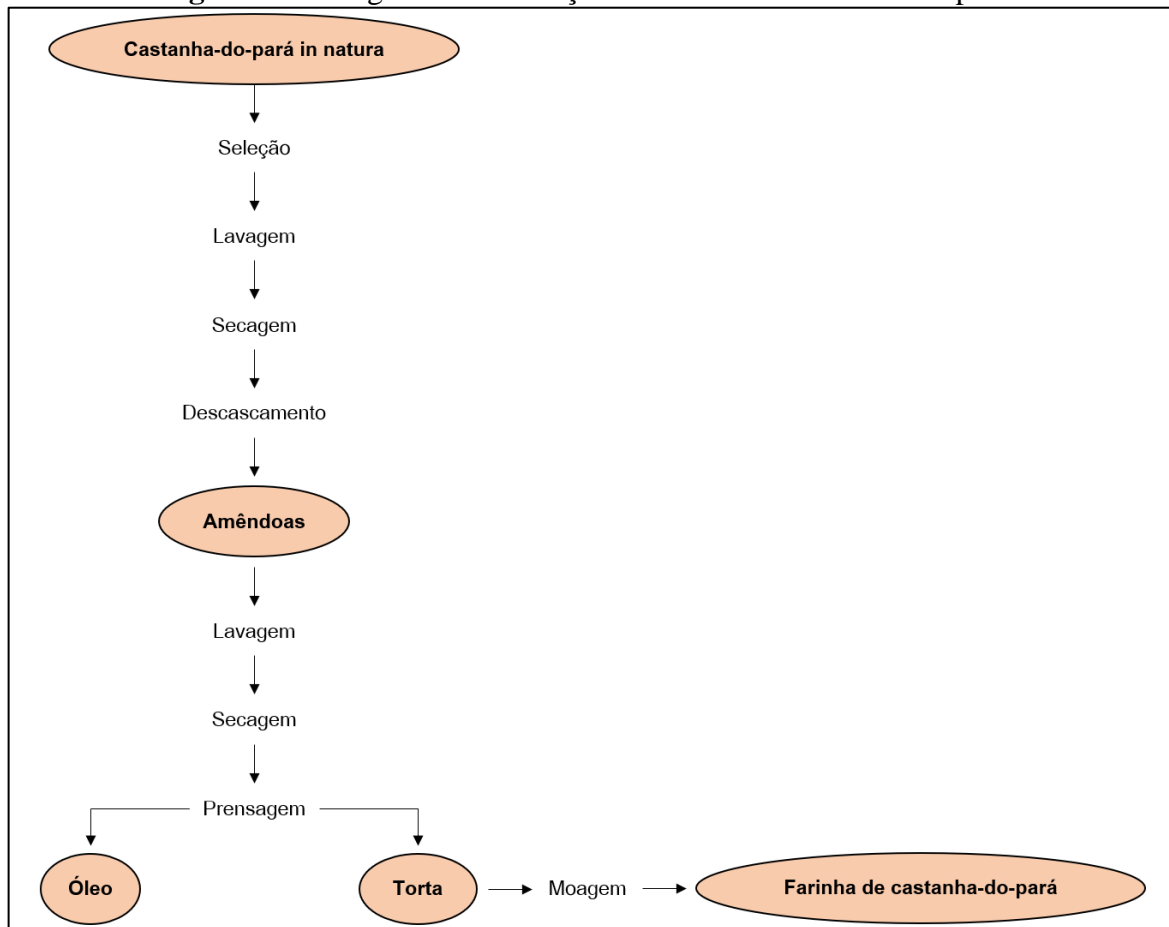 Castanha-do-pará in natura
Seleção
Lavagem
Secagem
Descascamento
Amêndoas
Lavagem
Secagem
Prensagem
Óleo
Torta
Moagem
Farinha de castanha-do-pará